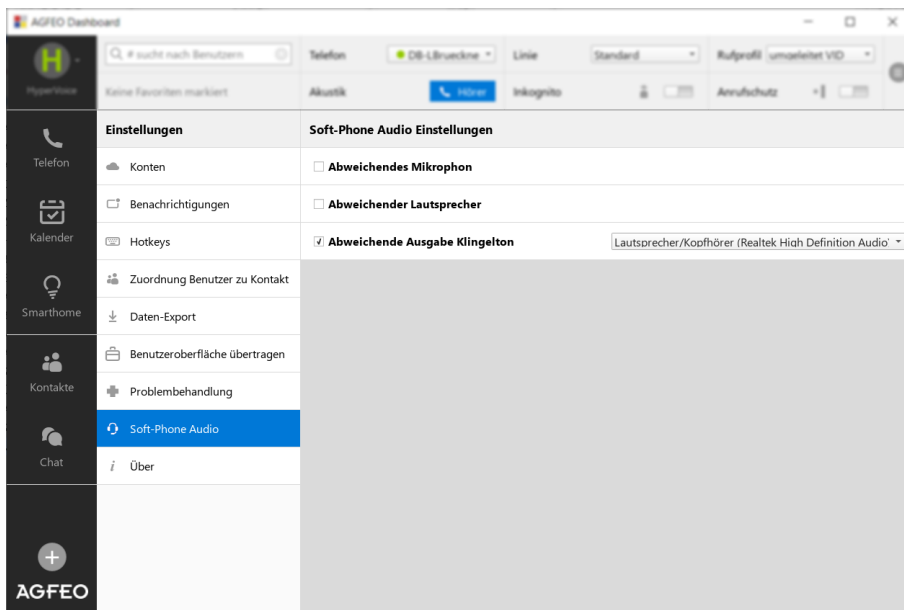 AGFEO Dashboard
# sucht nach Benutzern
Telefon
DB-LBrueckne
Linie
Standard
Rufprofil
umgeleitet VID
H
HyperVoice
Keine Favoriten markiert
Akustik
Hörer
Inkognito
Anrufschutz
Einstellungen
Soft-Phone Audio Einstellungen
Telefon
Konten
Abweichendes Mikrophon
Kalender
Benachrichtigungen
Abweichender Lautsprecher
Hotkeys
Abweichende Ausgabe Klingelton
Lautsprecher/Kopfhörer (Realtek High Definition Audio)
Smarthome
Zuordnung Benutzer zu Kontakt
Daten-Export
Kontakte
Benutzeroberfläche übertragen
Problembehandlung
Chat
Soft-Phone Audio
Über
AGFEO